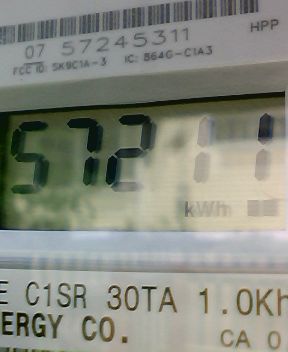 07 57245311
HPP
FCC ID: SK9C1A-3 IC: 864G-C1A3
57211
kWh
E C1SR 30TA 1.0Kh
ERGY CO.
CA 0